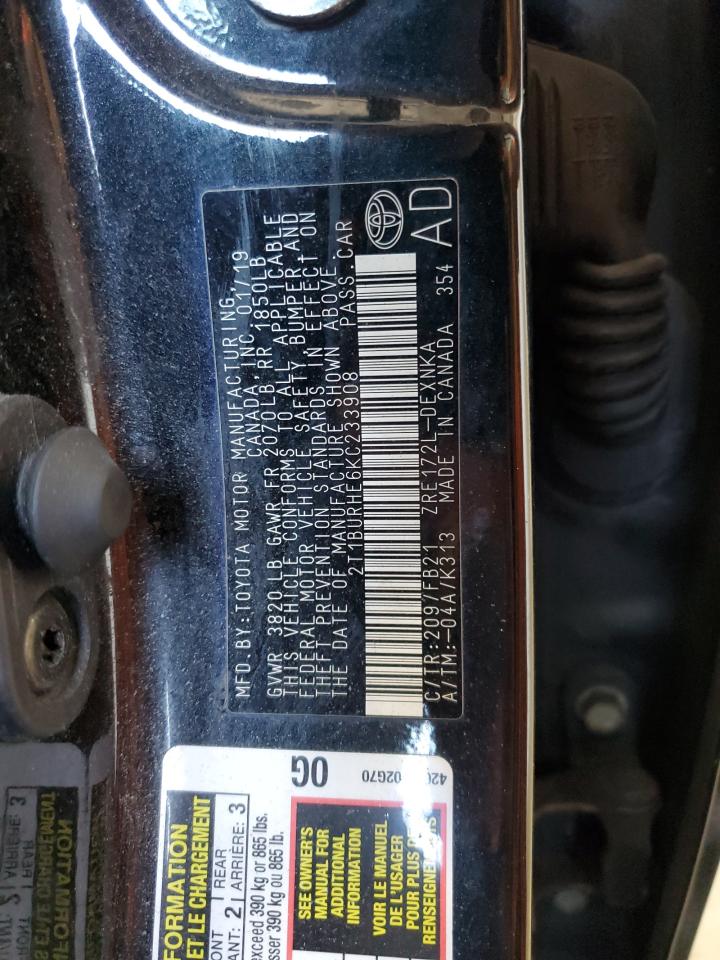 MFD.BY:TOYOTA MOTOR MANUFACTURING,
CANADA, INC. 01/19
GVWR 3820 LB GAWR FR 2070 LB, RR 1850LB
THIS VEHICLE CONFORMS TO ALL APPLICABLE
FEDERAL MOTOR VEHICLE SAFETY, BUMPER AND
THEFT PREVENTION STANDARDS IN EFFECT ON
THE DATE OF MANUFACTURE SHOWN ABOVE.
2T1BURHE6KC233908 PASS.CAR
C/TR:209/FB21 ZRE172L-DEXNKA
A/TM:-04A/K313 MADE IN CANADA 354
AD
0G
02G70
FORMATION
ET LE CHARGEMENT
REAR
ANT: 2 ARRIÈRE: 3
exceed 390 kg or 865 lbs.
sser 390 kg ou 865 lb.
SEE OWNER'S
MANUAL FOR
ADDITIONAL
INFORMATION
VOIR LE MANUEL
DE L'USAGER
POUR PLUS
RENSEIGNEMENTS